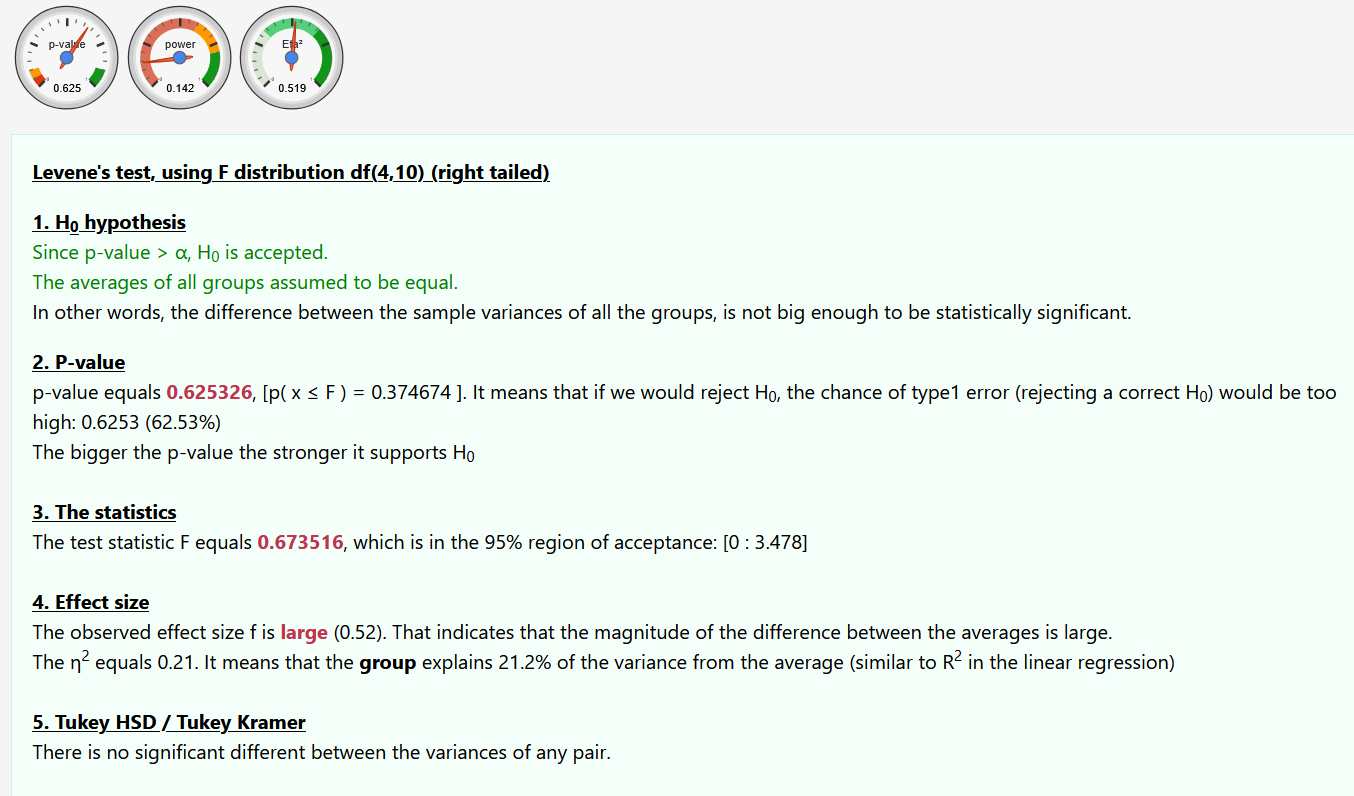 p-value
power
Eta²
0.625
0.142
0.519
Levene's test, using F distribution df(4,10) (right tailed)
1. H₀ hypothesis
Since p-value > α, H₀ is accepted.
The averages of all groups assumed to be equal.
In other words, the difference between the sample variances of all the groups, is not big enough to be statistically significant.
2. P-value
p-value equals 0.625326, [p( x ≤ F ) = 0.374674 ]. It means that if we would reject H₀, the chance of type1 error (rejecting a correct H₀) would be too
high: 0.6253 (62.53%)
The bigger the p-value the stronger it supports H₀
3. The statistics
The test statistic F equals 0.673516, which is in the 95% region of acceptance: [0 : 3.478]
4. Effect size
The observed effect size f is large (0.52). That indicates that the magnitude of the difference between the averages is large.
The η² equals 0.21. It means that the group explains 21.2% of the variance from the average (similar to R² in the linear regression)
5. Tukey HSD / Tukey Kramer
There is no significant different between the variances of any pair.